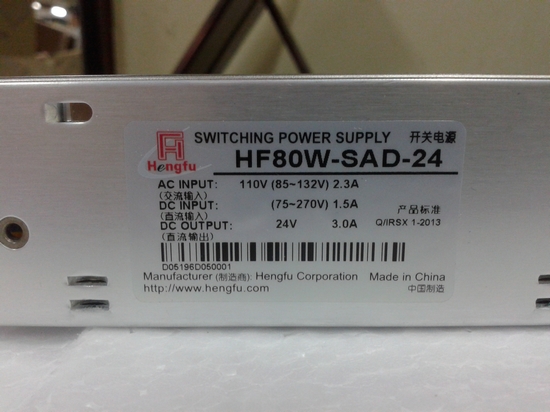 Hengfu
SWITCHING POWER SUPPLY 开关电源
HF80W-SAD-24
AC INPUT: 110V (85~132V) 2.3A
(交流输入)
DC INPUT: (75~270V) 1.5A
(直流输入)
产品标准
DC OUTPUT: 24V 3.0A
(直流输出)
Q/IRSX 1-2013
D05196D050001
Manufacturer (制造商): Hengfu Corporation Made in China
http://www.hengfu.com 中国制造